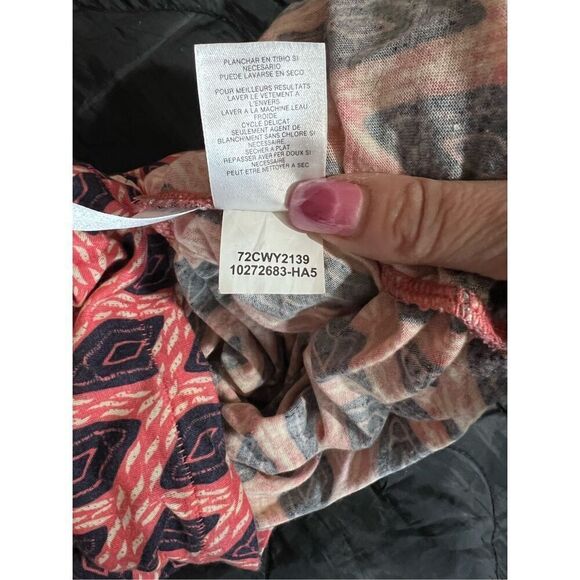 PLANCHAR EN TIBIO SI
NECESARIO
PUEDE LAVARSE EN SECO
POUR MEILLEURS RESULTATS
LAVER LE VETEMENT A
L'ENVERS
LAVER A LA MACHINE.EAU
FROIDE
CYCLE DELICAT
SEULEMENT AGENT DE
BLANCHIMENT SANS CHLORE SI
NECESSAIRE
SECHER A PLAT
REPASSER AVER FER DOUX SI
NECESSAIRE
PEUT ETRE NETTOYER A SEC
72CWY2139
10272683-HA5